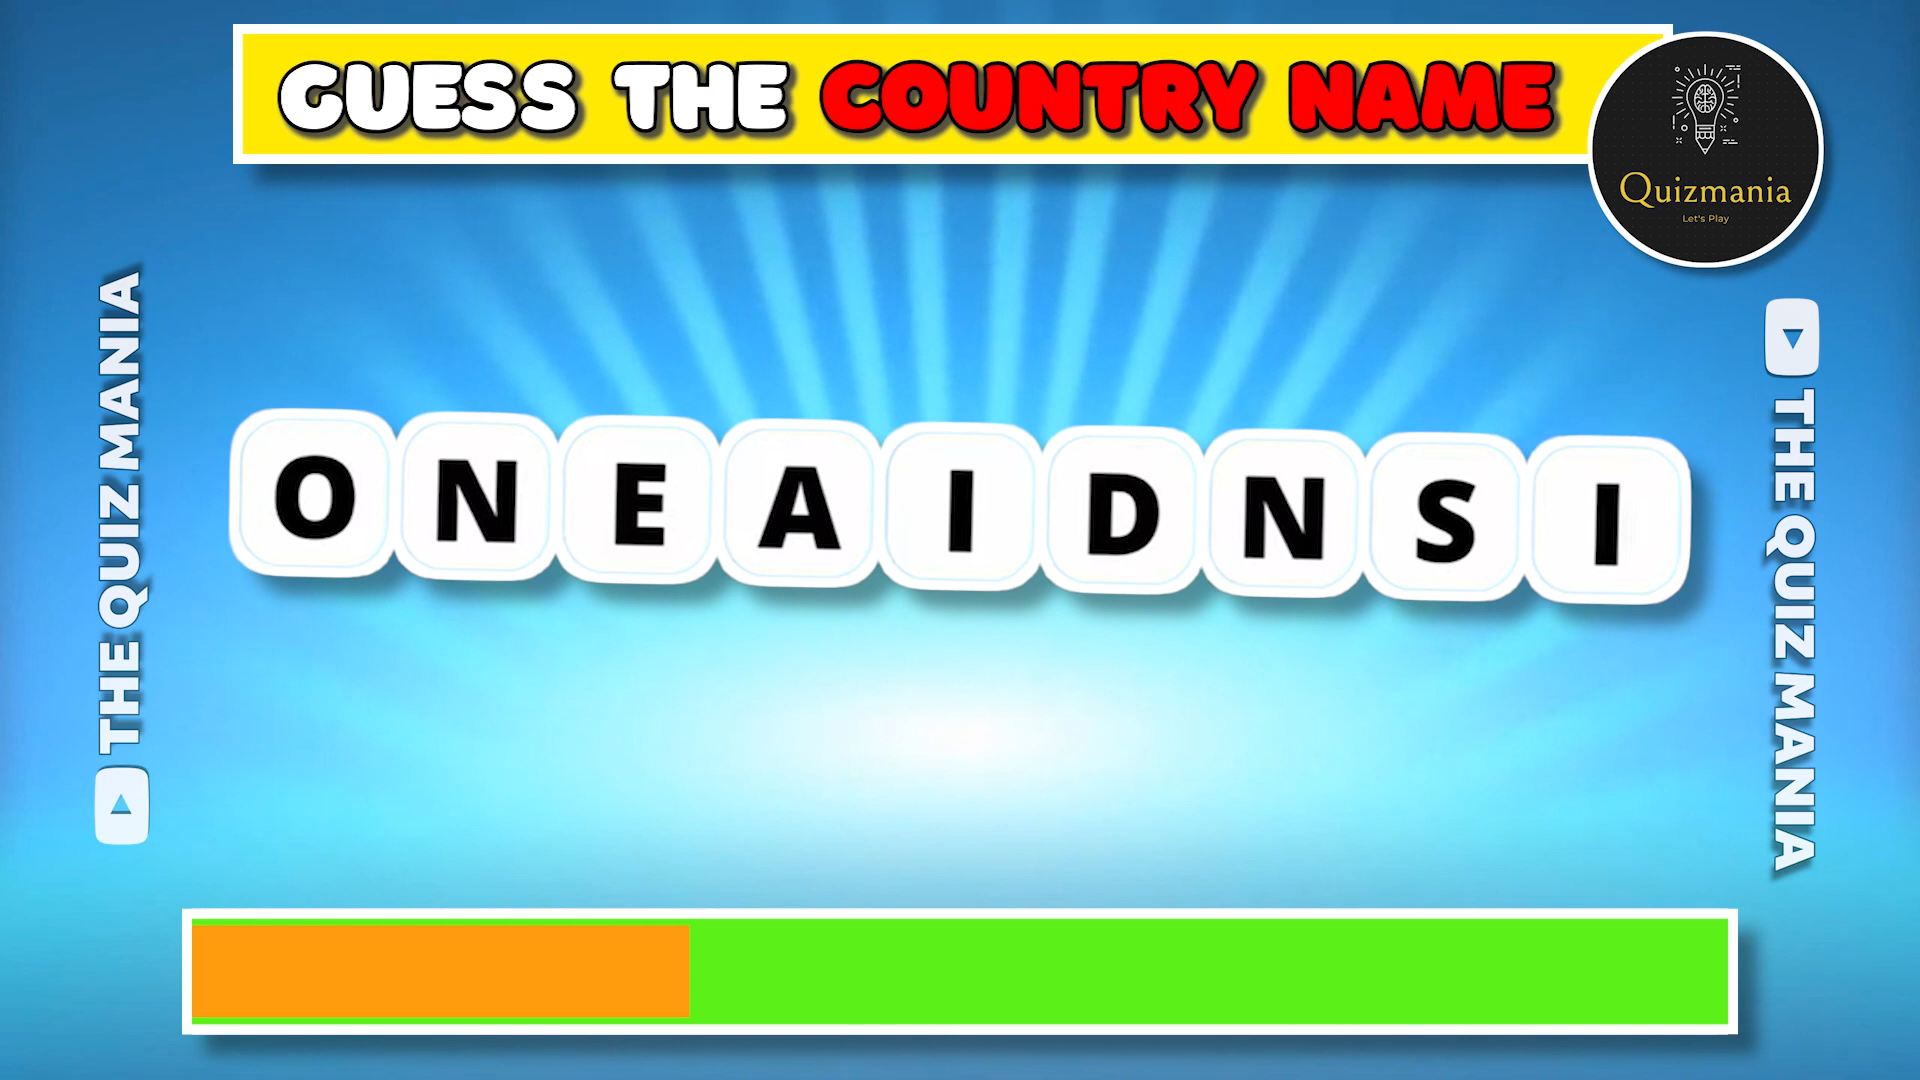 GUESS THE COUNTRY NAME
Quizmania
Let's Play
THE QUIZ MANIA
O N E A I D N S I
THE QUIZ MANIA